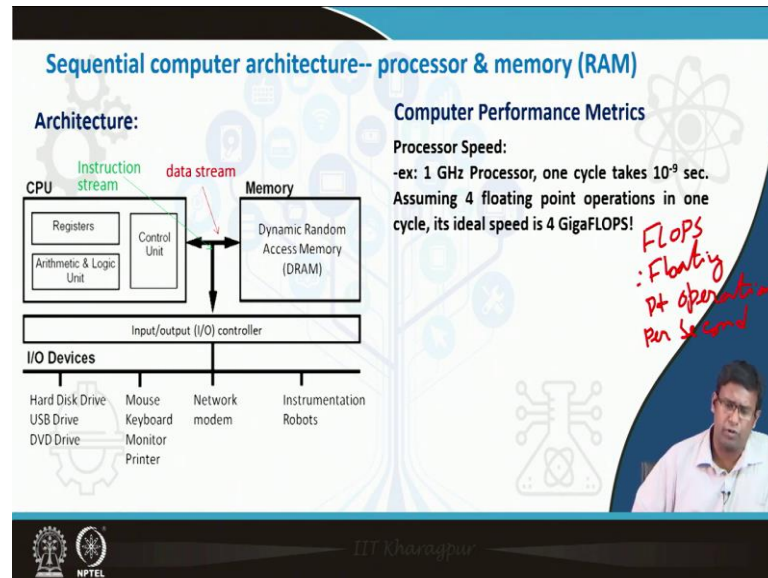 Sequential computer architecture-- processor & memory (RAM)
Architecture:
Instruction
stream
data stream
CPU
Memory
Registers
Arithmetic & Logic
Unit
Control
Unit
Dynamic Random
Access Memory
(DRAM)
Input/output (I/O) controller
I/O Devices
Hard Disk Drive
USB Drive
DVD Drive
Mouse
Keyboard
Monitor
Printer
Network
modem
Instrumentation
Robots
Computer Performance Metrics
Processor Speed:
-ex: 1 GHz Processor, one cycle takes 10⁻⁹ sec.
Assuming 4 floating point operations in one
cycle, its ideal speed is 4 GigaFLOPS!
FLOPS
: Floating
Pt operation
Per Second
IIT Kharagpur
NPTEL